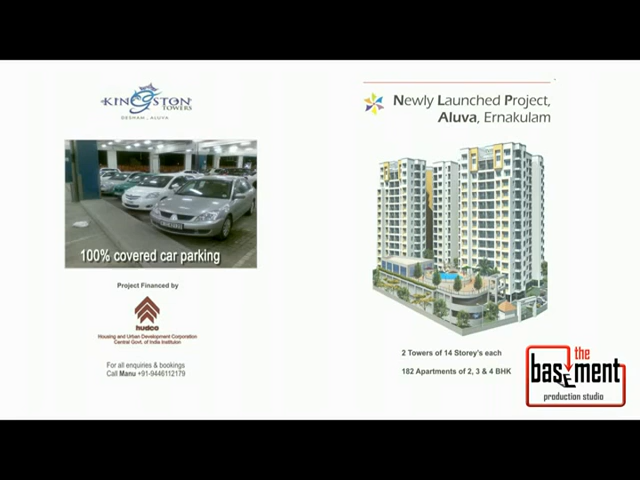 KINGSTON
TOWERS
DESHAM, ALUVA
100% covered car parking
Project Financed by
hudco
Housing and Urban Development Corporation
Central Govt. of India Instituion
For all enquiries & bookings
Call Manu +91-9446112179
Newly Launched Project,
Aluva, Ernakulam
2 Towers of 14 Storey's each
182 Apartments of 2, 3 & 4 BHK
the
basement
production studio